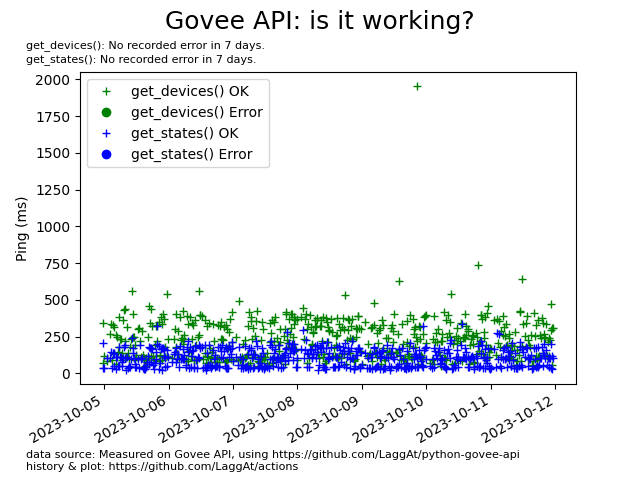 Govee API: is it working?
get_devices(): No recorded error in 7 days.
get_states(): No recorded error in 7 days.
get_devices() OK
get_devices() Error
get_states() OK
get_states() Error
Ping (ms)
2000
1750
1500
1250
1000
750
500
250
0
2023-10-05
2023-10-06
2023-10-07
2023-10-08
2023-10-09
2023-10-10
2023-10-11
2023-10-12
data source: Measured on Govee API, using https://github.com/LaggAt/python-govee-api
history & plot: https://github.com/LaggAt/actions